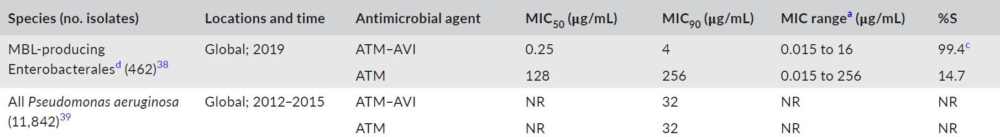 Species (no. isolates) Locations and time Antimicrobial agent MIC50 (μg/mL) MIC90 (μg/mL) MIC rangea (μg/mL) %S
MBL-producing Global; 2019 ATM–AVI 0.25 4 0.015 to 16 99.4c
Enterobacteralesd (462)38
ATM 128 256 0.015 to 256 14.7
All Pseudomonas aeruginosa Global; 2012–2015 ATM–AVI NR 32 NR NR
(11,842)39
ATM NR 32 NR NR